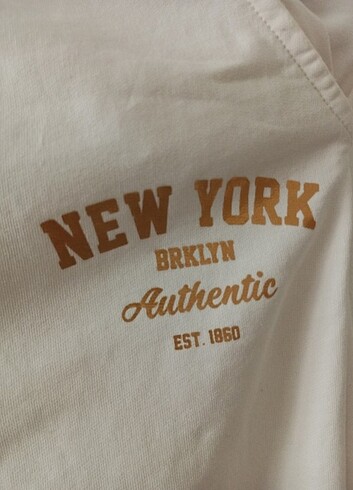 NEW YORK
BRKLYN
Authentic
EST. 1860